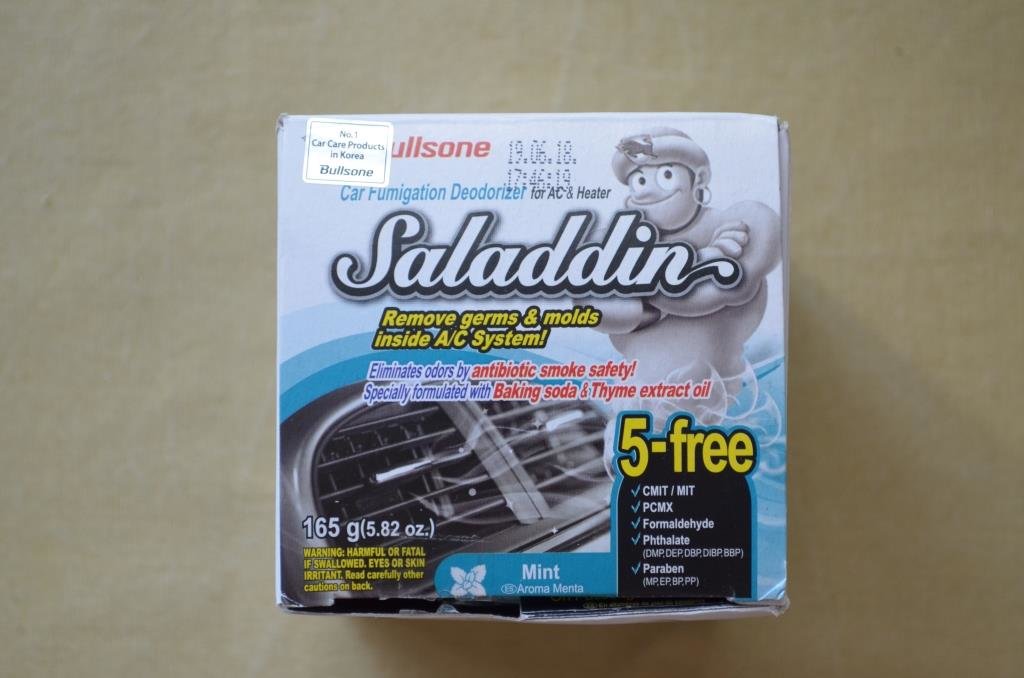 No.1
Car Care Products
in Korea
Bullsone
ullsone
19.06.18.
17:46:19
Car Fumigation Deodorizer for AC & Heater
Saladdin
Remove germs & molds
inside A/C System!
Eliminates odors by antibiotic smoke safety!
Specially formulated with Baking soda & Thyme extract oil
5-free
CMIT / MIT
PCMX
Formaldehyde
Phthalate
(DMP,DEP,DBP,DiBP,BBP)
Paraben
(MP,EP,BP,PP)
165 g(5.82 oz.)
WARNING: HARMFUL OR FATAL
IF SWALLOWED. EYES OR SKIN
IRRITANT. Read carefully other
cautions on back.
Mint
ES Aroma Menta